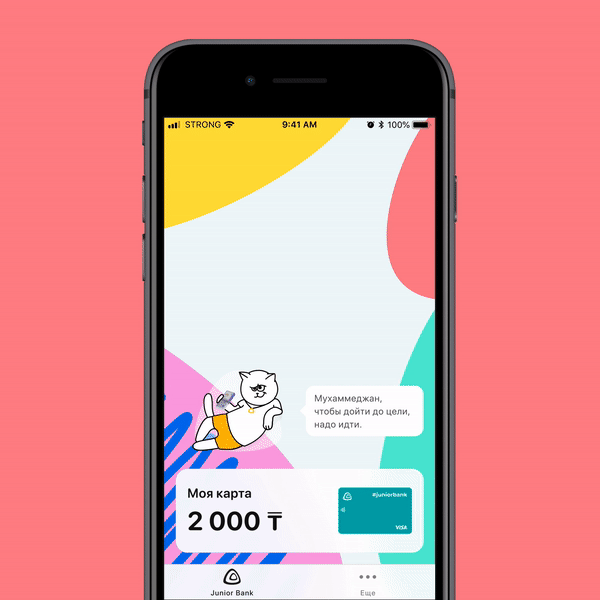 STRONG 9:41 AM 100%
Мухаммеджан,
чтобы дойти до цели,
надо идти.
Моя карта
2 000 ₸
#juniorbank
VISA
Junior Bank
Еще